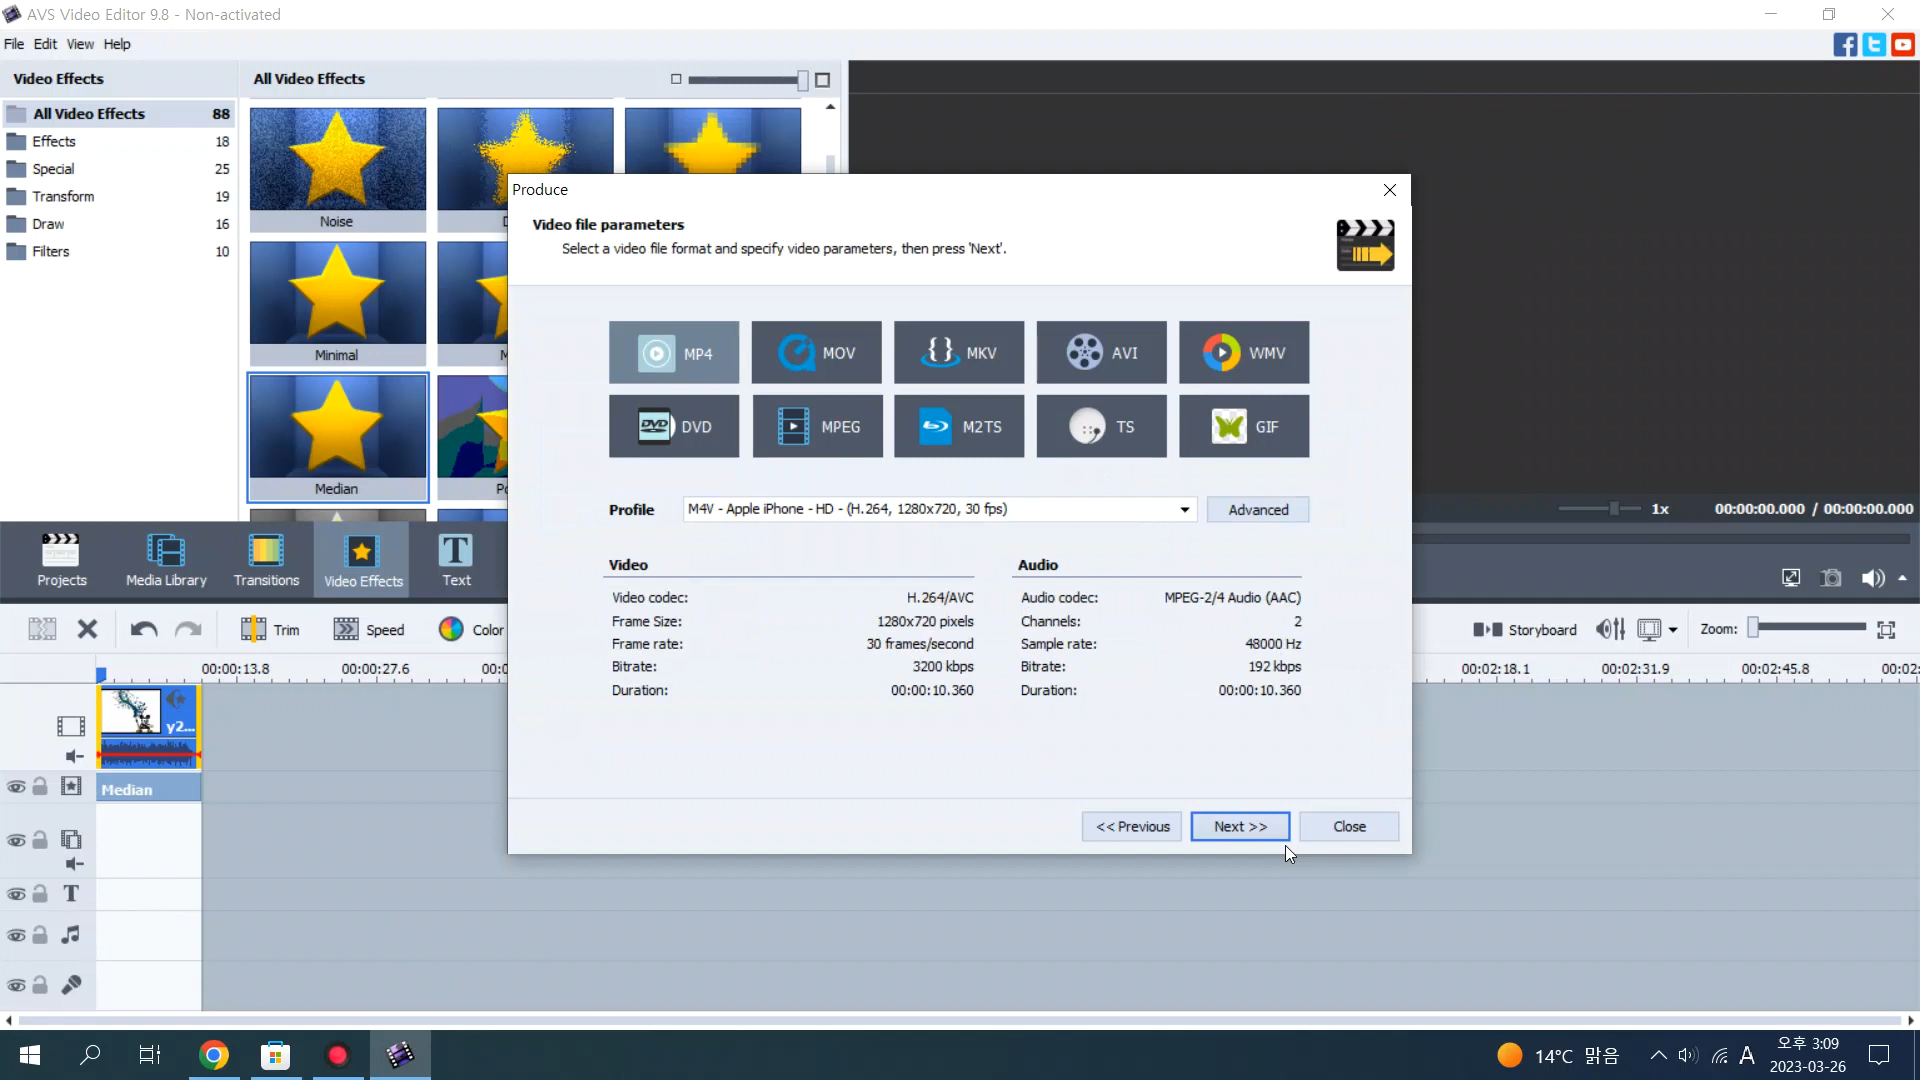 AVS Video Editor 9.8 - Non-activated
File Edit View Help
Video Effects
All Video Effects
All Video Effects 88
Effects 18
Special 25
Transform 19
Draw 16
Filters 10
Noise
Minimal
Median
Produce
Video file parameters
Select a video file format and specify video parameters, then press 'Next'.
MP4 MOV MKV AVI WMV
DVD MPEG M2TS TS GIF
Profile M4V - Apple iPhone - HD - (H.264, 1280x720, 30 fps) Advanced
Video
Video codec: H.264/AVC
Frame Size: 1280x720 pixels
Frame rate: 30 frames/second
Bitrate: 3200 kbps
Duration: 00:00:10.360
Audio
Audio codec: MPEG-2/4 Audio (AAC)
Channels: 2
Sample rate: 48000 Hz
Bitrate: 192 kbps
Duration: 00:00:10.360
<< Previous Next >> Close
1x 00:00:00.000 / 00:00:00.000
Projects Media Library Transitions Video Effects Text
Trim Speed Color
Storyboard Zoom:
00:00:13.8 00:00:27.6 00:0
00:02:18.1 00:02:31.9 00:02:45.8 00:02:
y2...
Median
T
14°C 맑음 A
오후 3:09
2023-03-26